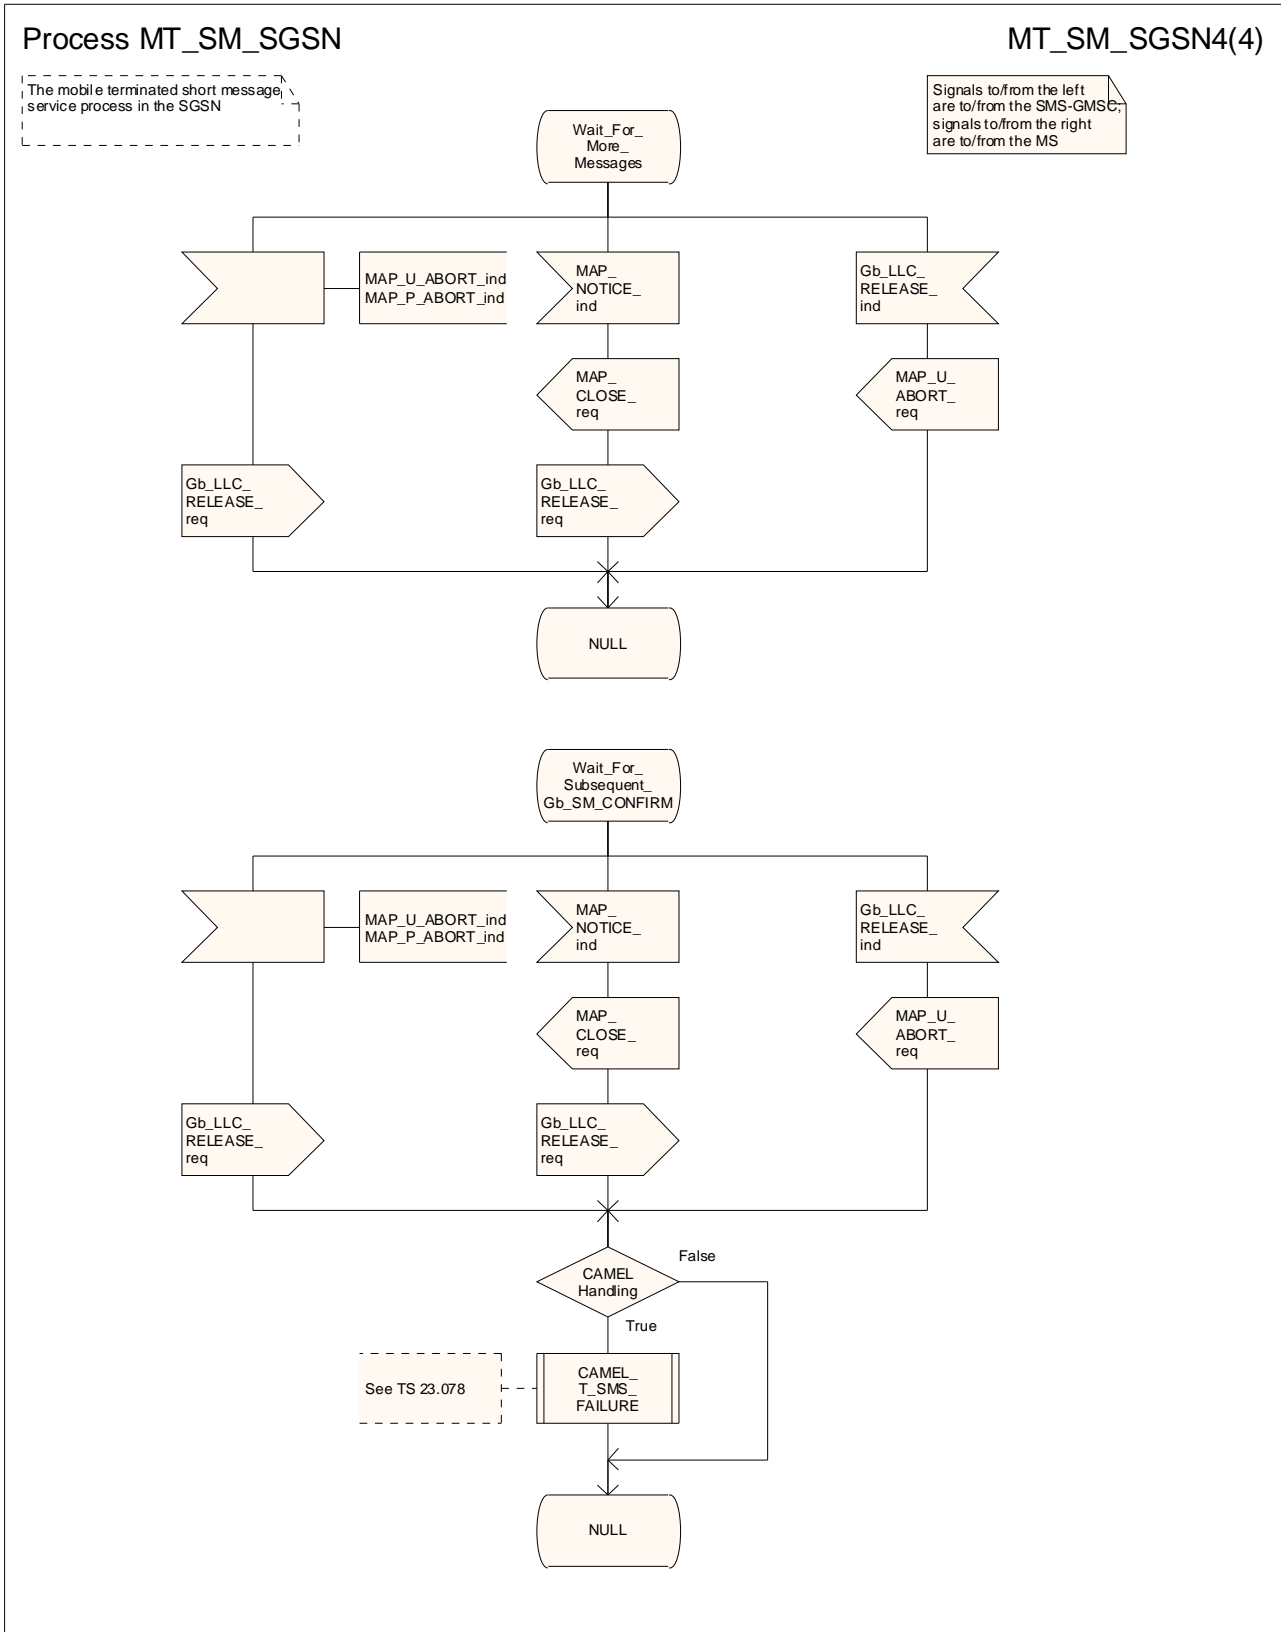 Process MT_SM_SGSN
MT_SM_SGSN4(4)
The mobile terminated short message
service process in the SGSN
Signals to/from the left
are to/from the SMS-GMSC;
signals to/from the right
are to/from the MS
Wait_For_
More_
Messages
MAP_U_ABORT_ind
MAP_P_ABORT_ind
MAP_
NOTICE_
ind
Gb_LLC_
RELEASE_
ind
MAP_
CLOSE_
req
MAP_U_
ABORT_
req
Gb_LLC_
RELEASE_
req
Gb_LLC_
RELEASE_
req
NULL
Wait_For_
Subsequent_
Gb_SM_CONFIRM
MAP_U_ABORT_ind
MAP_P_ABORT_ind
MAP_
NOTICE_
ind
Gb_LLC_
RELEASE_
ind
MAP_
CLOSE_
req
MAP_U_
ABORT_
req
Gb_LLC_
RELEASE_
req
Gb_LLC_
RELEASE_
req
CAMEL
Handling
False
True
See TS 23.078
CAMEL_
T_SMS_
FAILURE
NULL